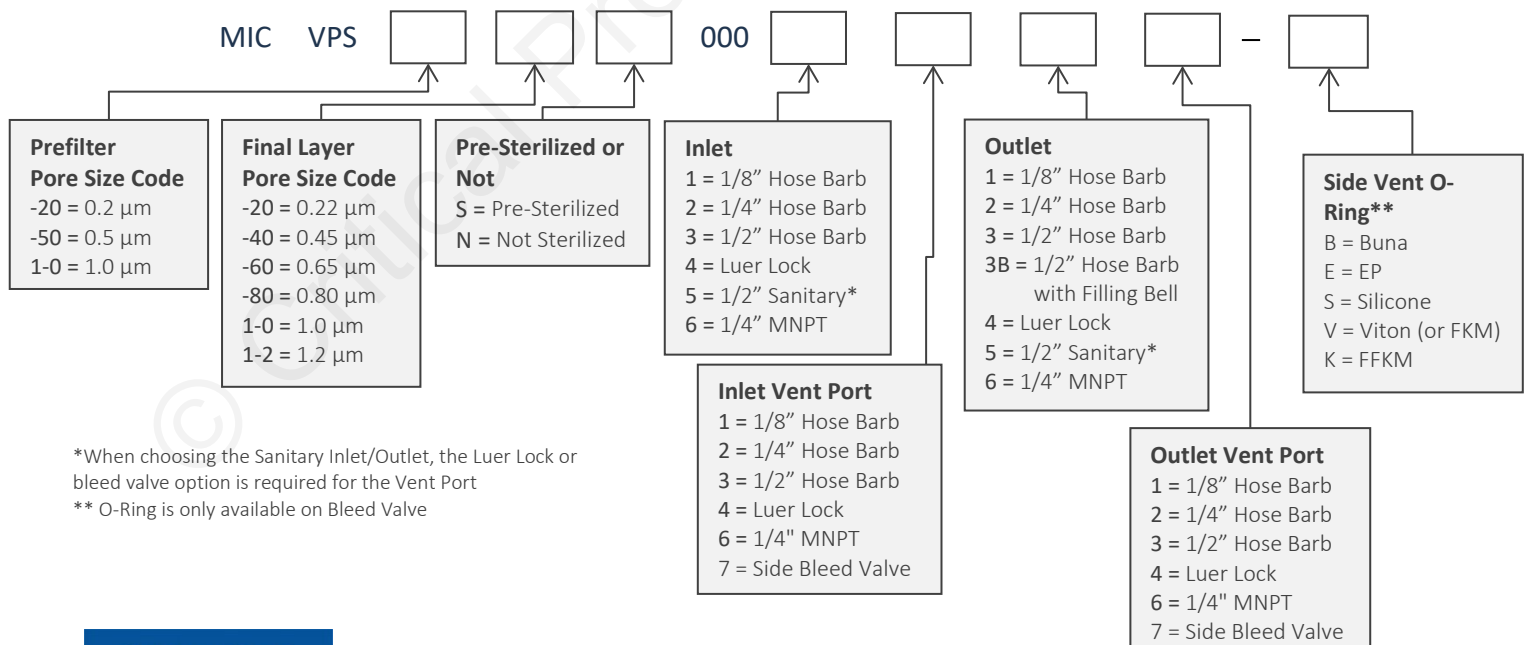 MIC VPS 000 –
Prefilter
Pore Size Code
-20 = 0.2 µm
-50 = 0.5 µm
1-0 = 1.0 µm
Final Layer
Pore Size Code
-20 = 0.22 µm
-40 = 0.45 µm
-60 = 0.65 µm
-80 = 0.80 µm
1-0 = 1.0 µm
1-2 = 1.2 µm
Pre-Sterilized or
Not
S = Pre-Sterilized
N = Not Sterilized
Inlet
1 = 1/8” Hose Barb
2 = 1/4” Hose Barb
3 = 1/2” Hose Barb
4 = Luer Lock
5 = 1/2” Sanitary*
6 = 1/4” MNPT
Inlet Vent Port
1 = 1/8” Hose Barb
2 = 1/4” Hose Barb
3 = 1/2” Hose Barb
4 = Luer Lock
6 = 1/4" MNPT
7 = Side Bleed Valve
Outlet
1 = 1/8” Hose Barb
2 = 1/4” Hose Barb
3 = 1/2” Hose Barb
3B = 1/2” Hose Barb
with Filling Bell
4 = Luer Lock
5 = 1/2” Sanitary*
6 = 1/4” MNPT
Outlet Vent Port
1 = 1/8” Hose Barb
2 = 1/4” Hose Barb
3 = 1/2” Hose Barb
4 = Luer Lock
6 = 1/4" MNPT
7 = Side Bleed Valve
Side Vent O-
Ring**
B = Buna
E = EP
S = Silicone
V = Viton (or FKM)
K = FFKM
*When choosing the Sanitary Inlet/Outlet, the Luer Lock or
bleed valve option is required for the Vent Port
** O-Ring is only available on Bleed Valve
© Critical Pro